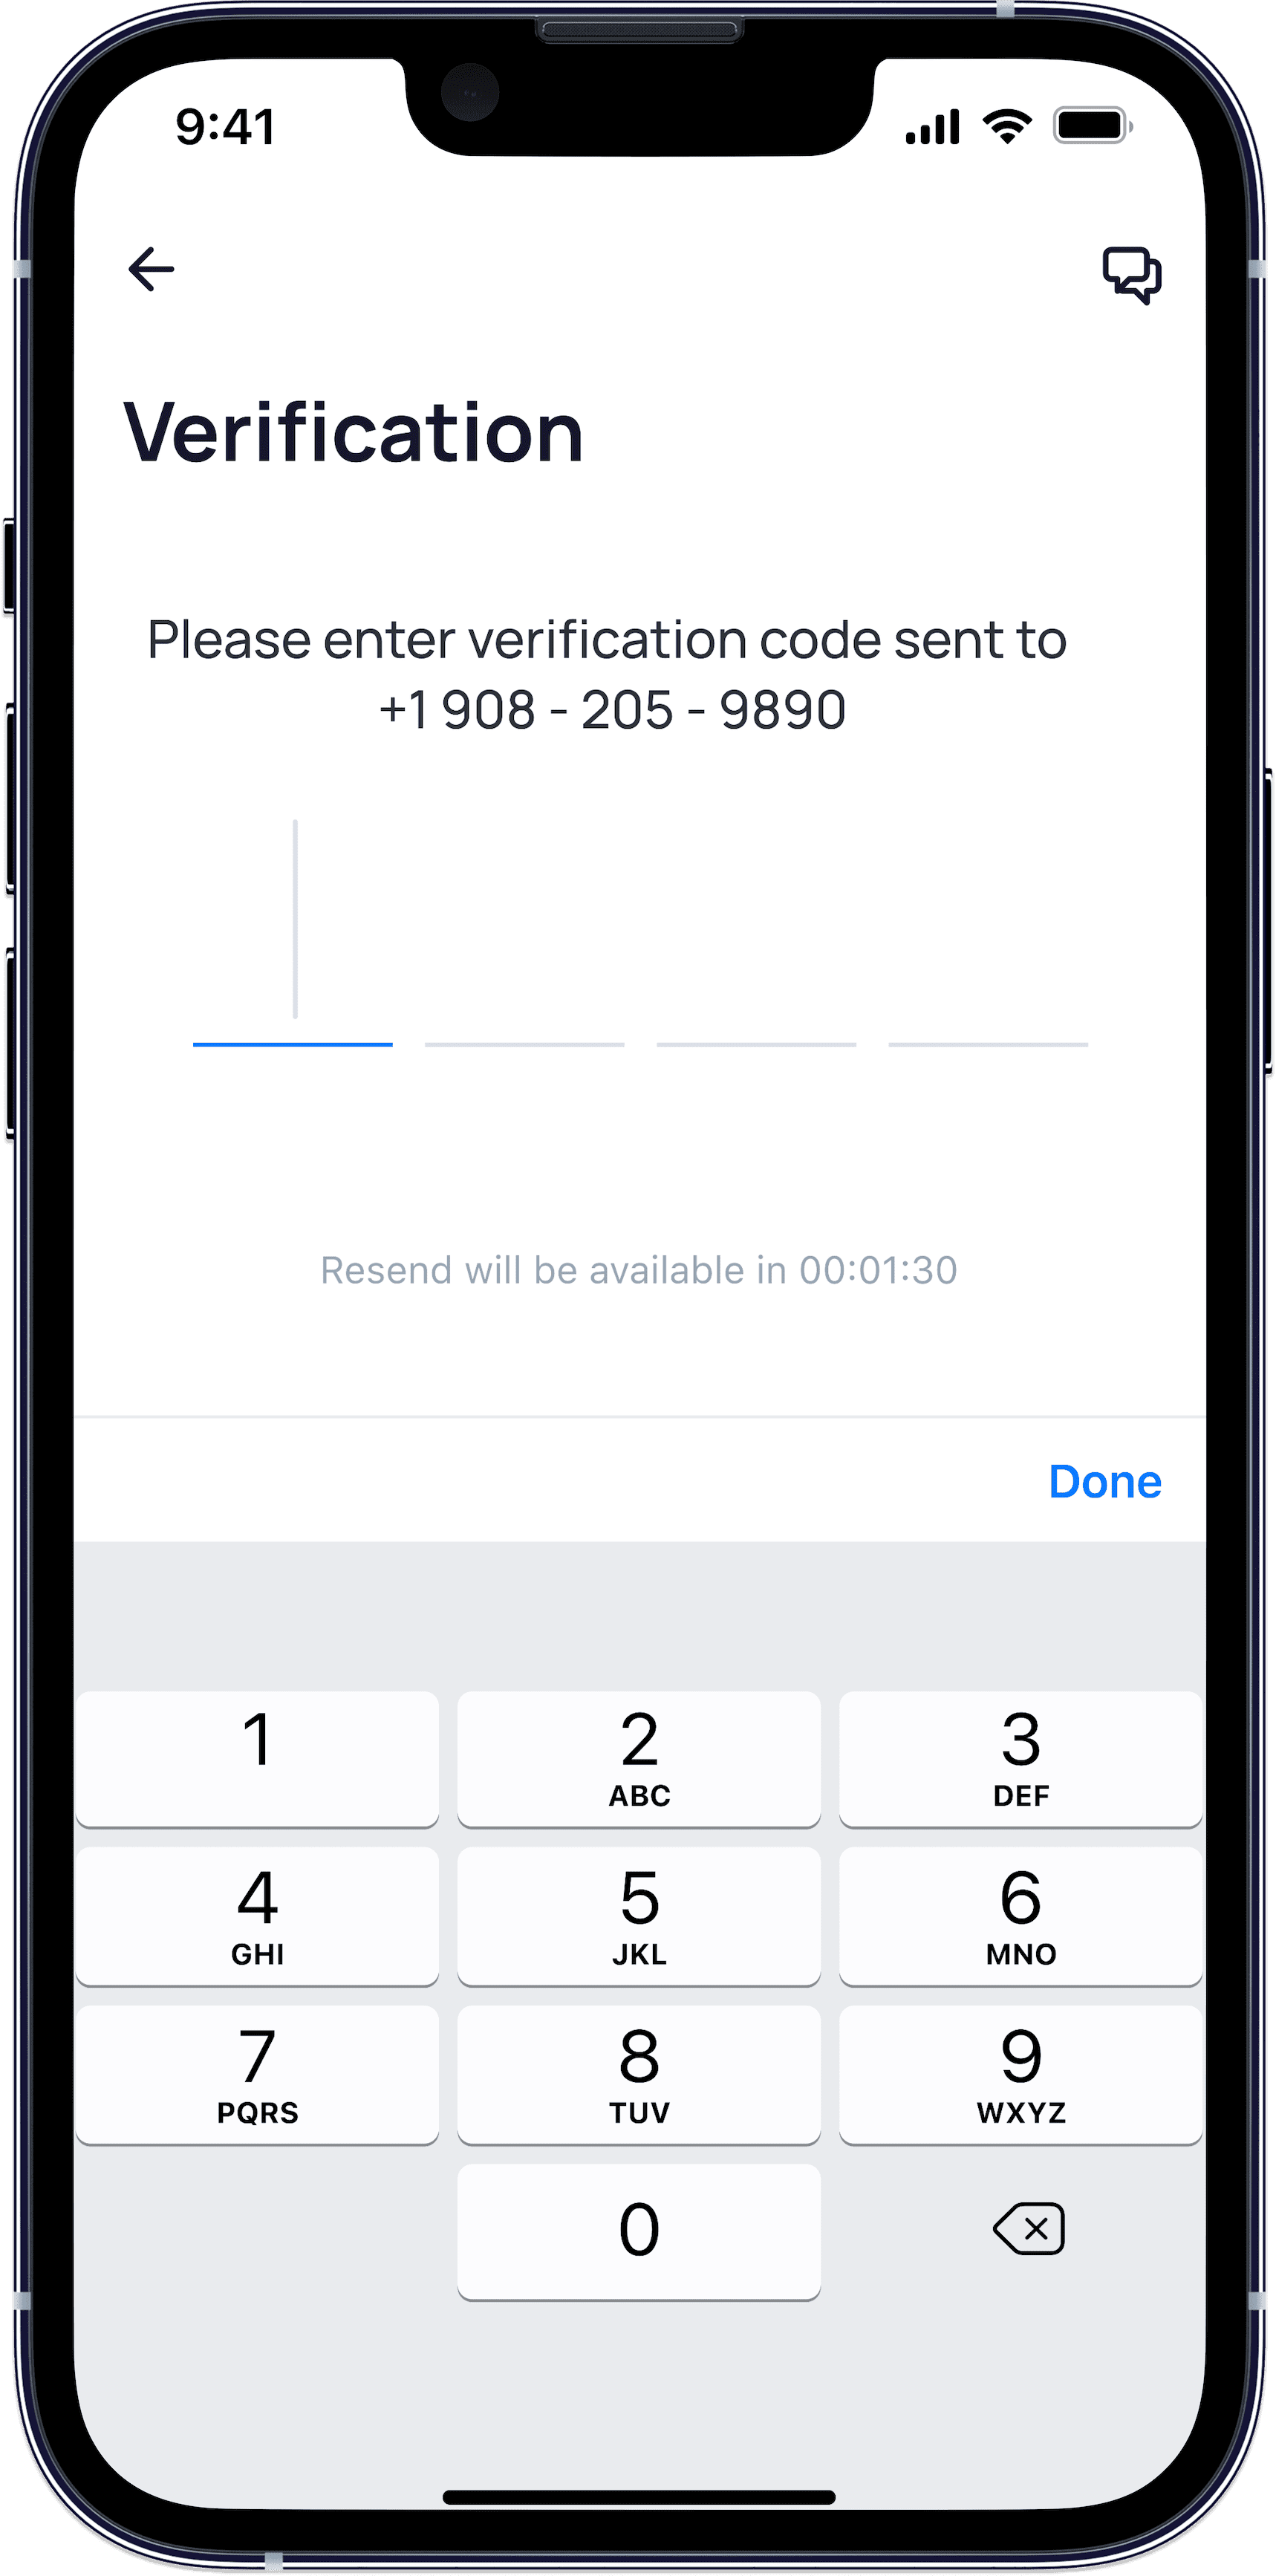 9:41
Verification
Please enter verification code sent to
+1 908 - 205 - 9890
Resend will be available in 00:01:30
Done
1
2
ABC
3
DEF
4
GHI
5
JKL
6
MNO
7
PQRS
8
TUV
9
WXYZ
0